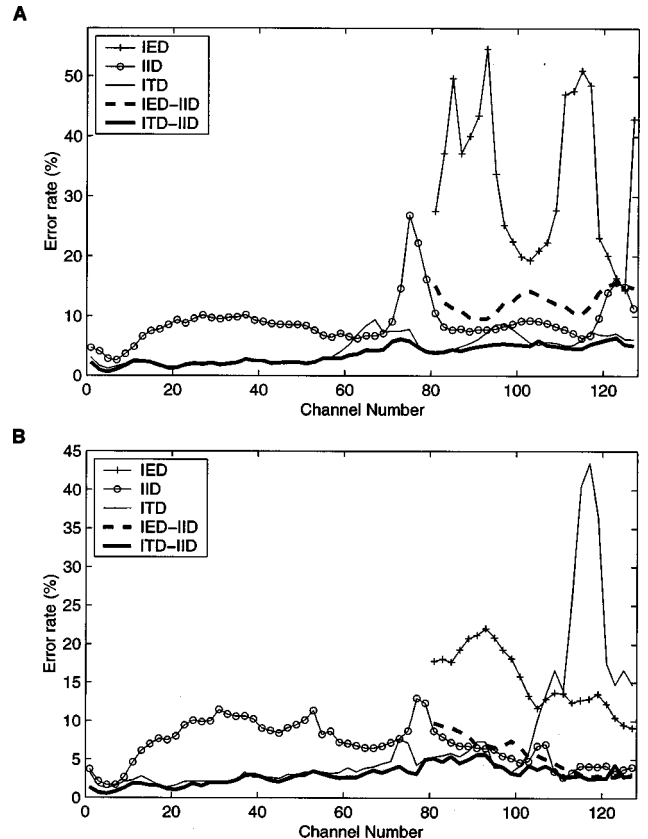 A
IED
IID
ITD
IED-IID
ITD-IID
50
40
30
20
10
0
Error rate (%)
0 20 40 60 80 100 120
Channel Number
B
45
IED
IID
ITD
IED-IID
ITD-IID
40
35
30
25
20
15
10
5
0
Error rate (%)
0 20 40 60 80 100 120
Channel Number